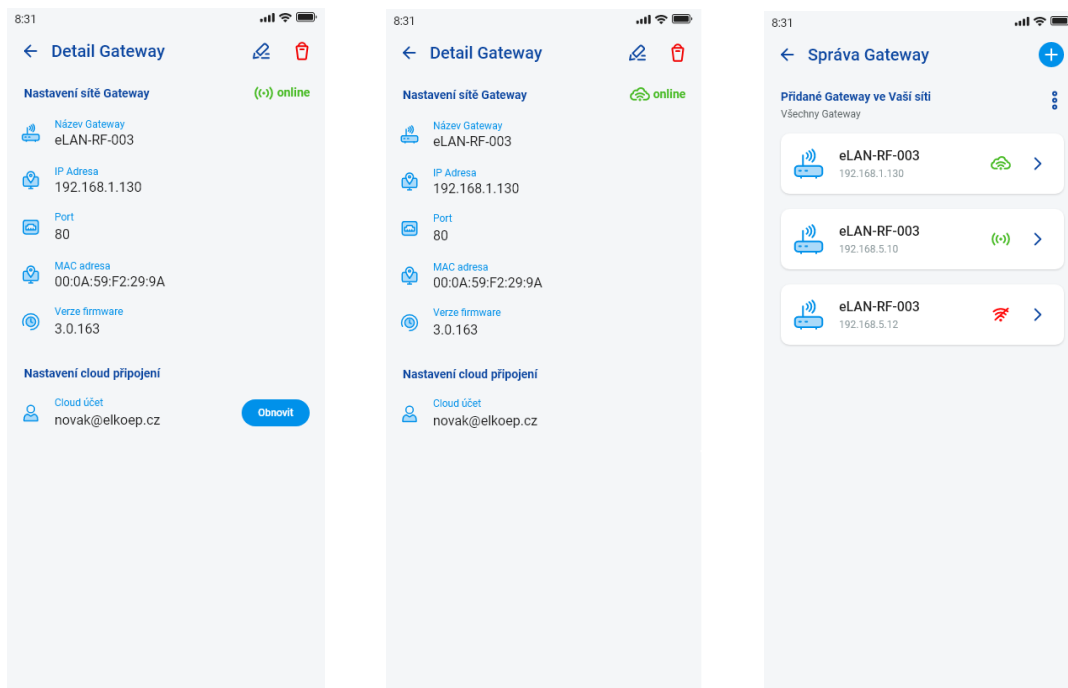 8:31
Detail Gateway
Nastavení sítě Gateway
online
Název Gateway
eLAN-RF-003
IP Adresa
192.168.1.130
Port
80
MAC adresa
00:0A:59:F2:29:9A
Verze firmware
3.0.163
Nastavení cloud připojení
Cloud účet
novak@elkoep.cz
Obnovit
8:31
Detail Gateway
Nastavení sítě Gateway
online
Název Gateway
eLAN-RF-003
IP Adresa
192.168.1.130
Port
80
MAC adresa
00:0A:59:F2:29:9A
Verze firmware
3.0.163
Nastavení cloud připojení
Cloud účet
novak@elkoep.cz
8:31
Správa Gateway
Přidané Gateway ve Vaší síti
Všechny Gateway
eLAN-RF-003
192.168.1.130
eLAN-RF-003
192.168.5.10
eLAN-RF-003
192.168.5.12